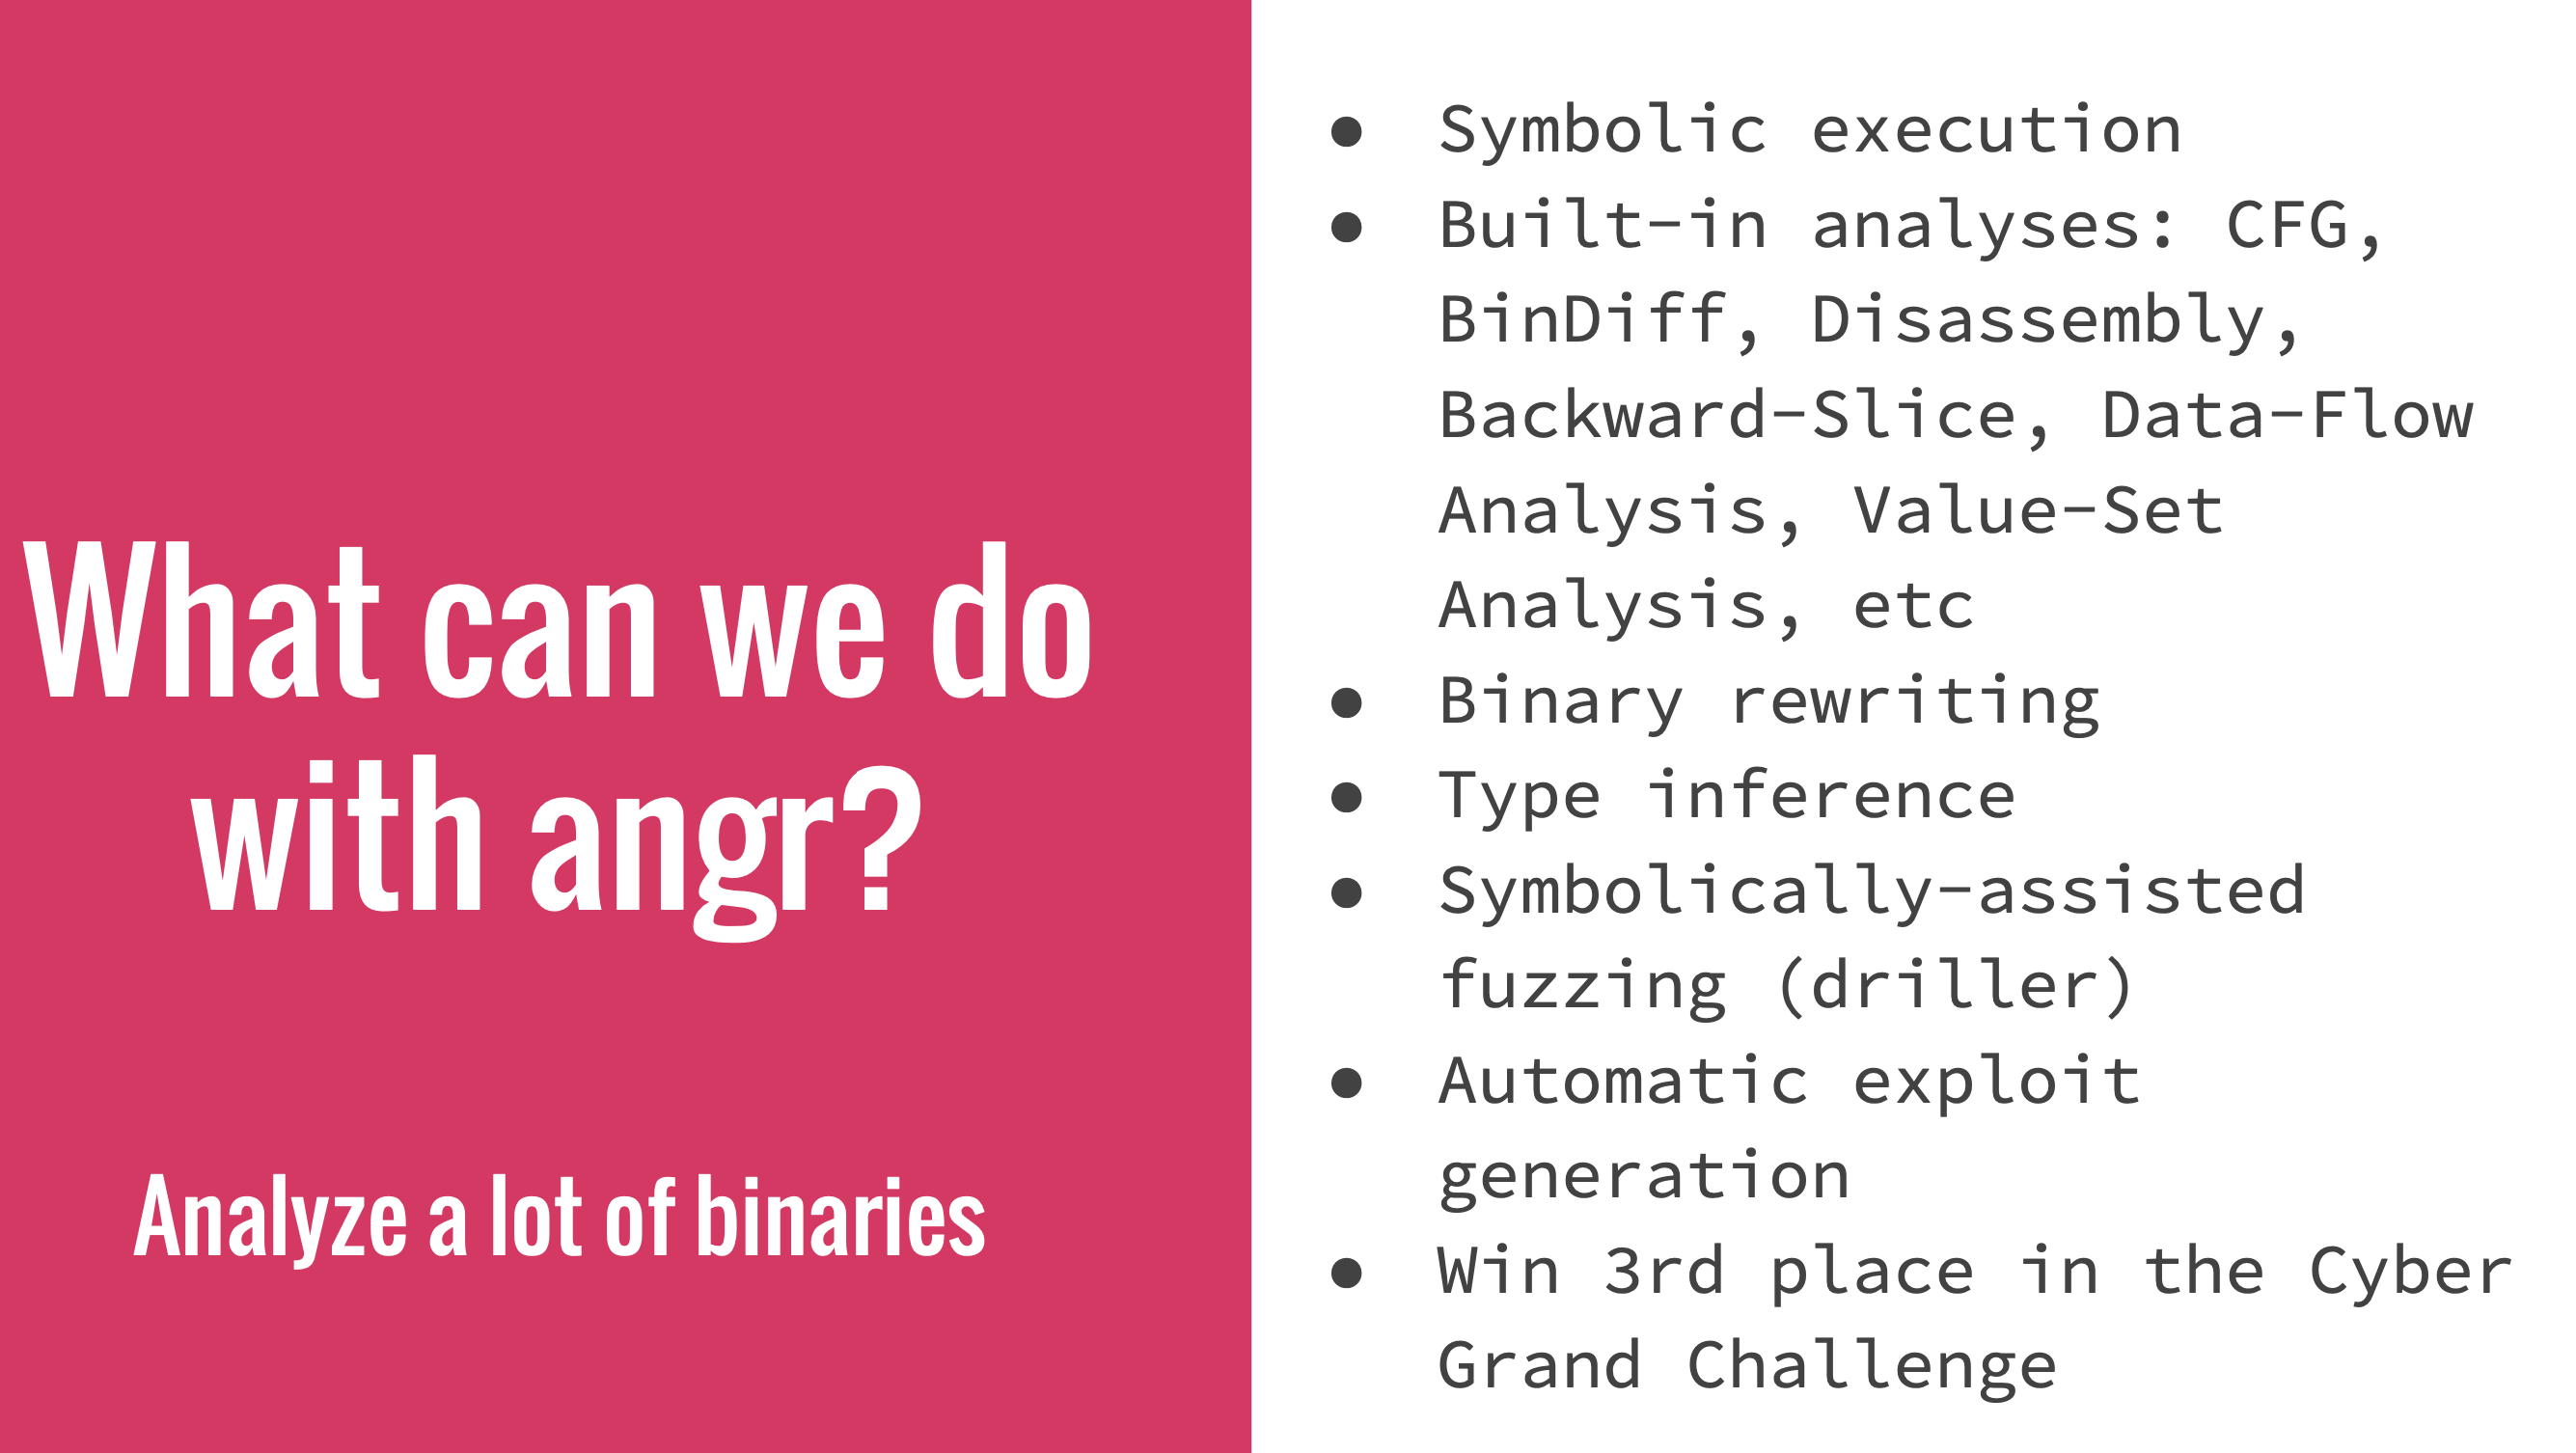 What can we do
with angr?
Analyze a lot of binaries
● Symbolic execution
● Built-in analyses: CFG,
BinDiff, Disassembly,
Backward-Slice, Data-Flow
Analysis, Value-Set
Analysis, etc
● Binary rewriting
● Type inference
● Symbolically-assisted
fuzzing (driller)
● Automatic exploit
generation
● Win 3rd place in the Cyber
Grand Challenge